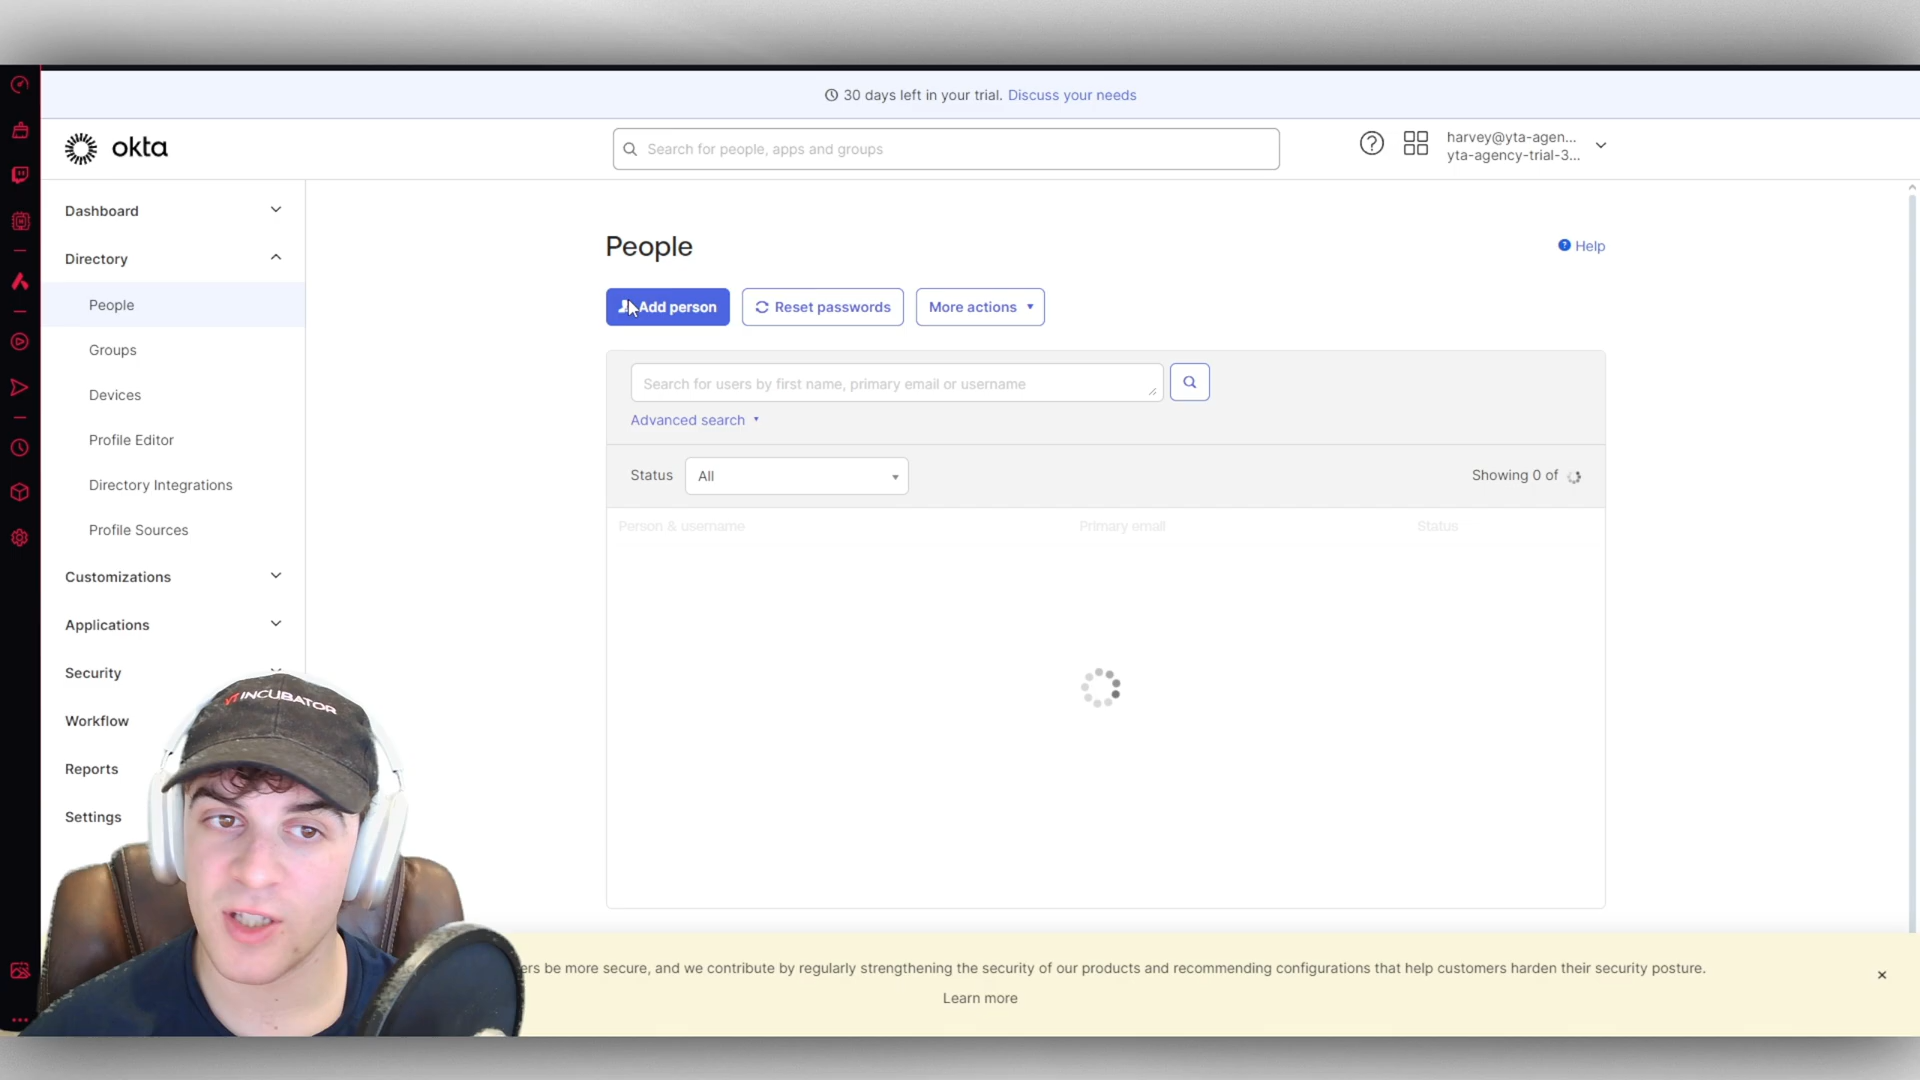 30 days left in your trial. Discuss your needs
okta
Search for people, apps and groups
harvey@yta-agen...
yta-agency-trial-3...
Dashboard
Directory
People
Groups
Devices
Profile Editor
Directory Integrations
Profile Sources
Customizations
Applications
Security
Workflow
Reports
Settings
People
Help
Add person
Reset passwords
More actions
Search for users by first name, primary email or username
Advanced search
Status
All
Showing 0 of
Person & username
Primary email
Status
INCUBATOR
be more secure, and we contribute by regularly strengthening the security of our products and recommending configurations that help customers harden their security posture.
Learn more